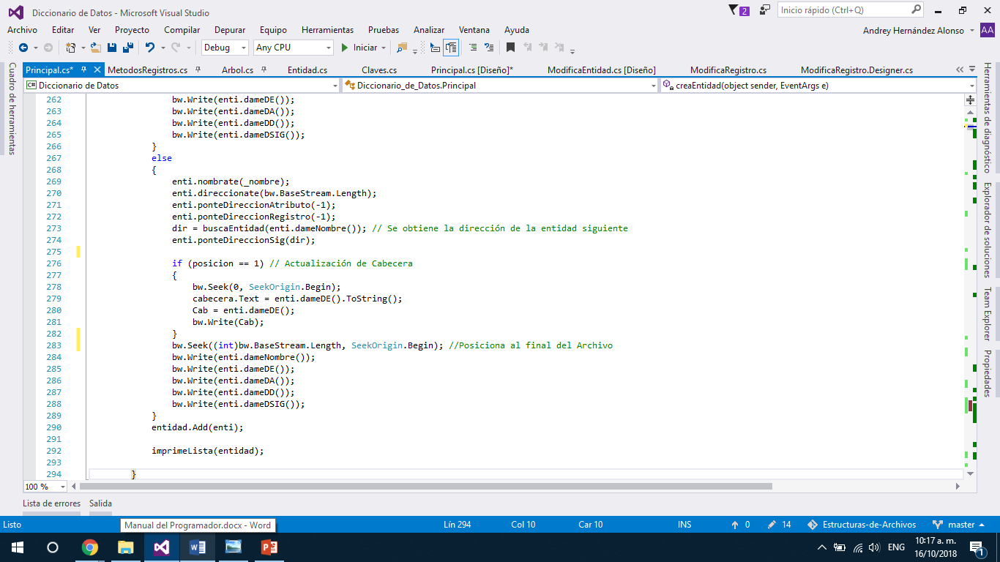 Diccionario de Datos - Microsoft Visual Studio
2
Inicio rápido (Ctrl+Q)
Archivo Editar Ver Proyecto Compilar Depurar Equipo Herramientas Pruebas Analizar Ventana Ayuda
Andrey Hernández Alonso AA
Debug Any CPU Iniciar
Principal.cs* MetodosRegistros.cs Arbol.cs Entidad.cs Claves.cs Principal.cs [Diseño]* ModificaEntidad.cs [Diseño] ModificaRegistro.cs ModificaRegistro.Designer.cs
C# Diccionario de Datos Diccionario_de_Datos.Principal creaEntidad(object sender, EventArgs e)
Cuadro de herramientas
262 bw.Write(enti.dameDE());
263 bw.Write(enti.dameDA());
264 bw.Write(enti.dameDD());
265 bw.Write(enti.dameDSIG());
266 }
267 else
268 {
269 enti.nombrate(_nombre);
270 enti.direccionate(bw.BaseStream.Length);
271 enti.ponteDireccionAtributo(-1);
272 enti.ponteDireccionRegistro(-1);
273 dir = buscaEntidad(enti.dameNombre()); // Se obtiene la dirección de la entidad siguiente
274 enti.ponteDireccionSig(dir);
275
276 if (posicion == 1) // Actualización de Cabecera
277 {
278 bw.Seek(0, SeekOrigin.Begin);
279 cabecera.Text = enti.dameDE().ToString();
280 Cab = enti.dameDE();
281 bw.Write(Cab);
282 }
283 bw.Seek((int)bw.BaseStream.Length, SeekOrigin.Begin); //Posiciona al final del Archivo
284 bw.Write(enti.dameNombre());
285 bw.Write(enti.dameDE());
286 bw.Write(enti.dameDA());
287 bw.Write(enti.dameDD());
288 bw.Write(enti.dameDSIG());
289 }
290 entidad.Add(enti);
291
292 imprimeLista(entidad);
293
294 }
Herramientas de diagnóstico
Explorador de soluciones
Team Explorer
Propiedades
100 %
Lista de errores Salida
Listo
Manual del Programador.docx - Word
Lín 294 Col 10 Car 10 INS 0 14 Estructuras-de-Archivos master
ENG
10:17 a. m.
16/10/2018
1